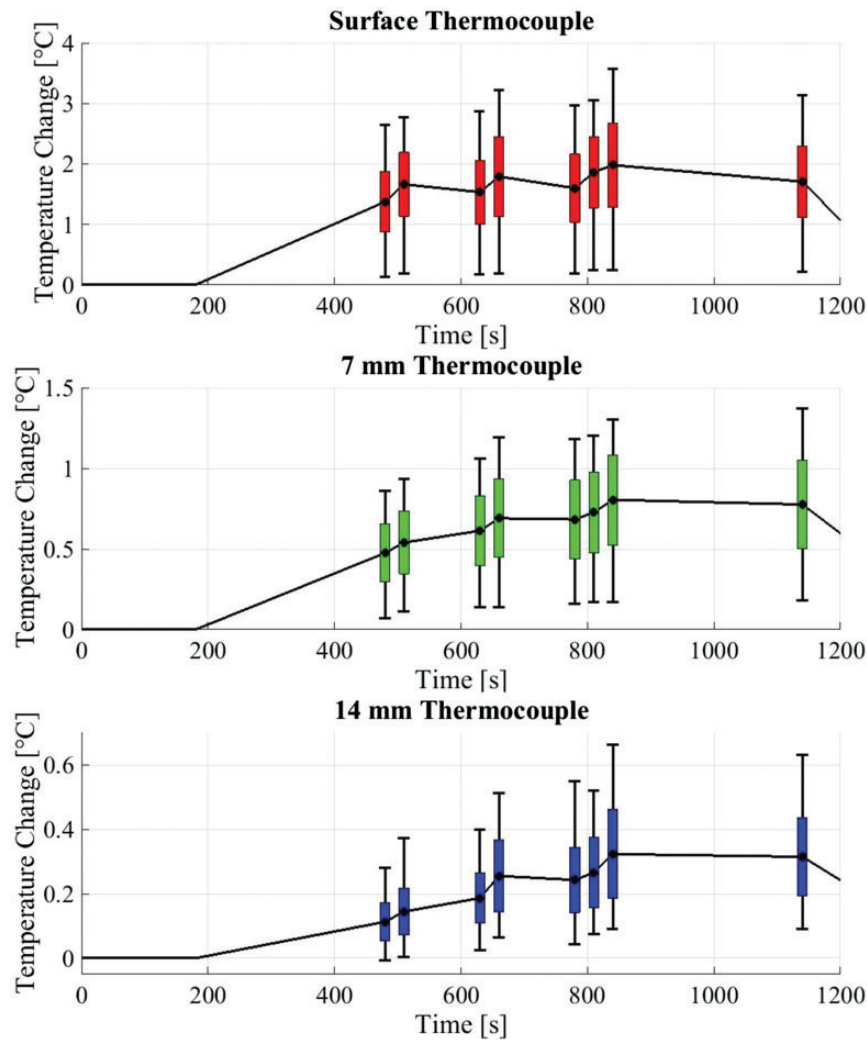 Surface Thermocouple
Temperature Change [°C]
4
3
2
1
0
0 200 400 600 800 1000 1200
Time [s]
7 mm Thermocouple
Temperature Change [°C]
1.5
1
0.5
0
0 200 400 600 800 1000 1200
Time [s]
14 mm Thermocouple
Temperature Change [°C]
0.6
0.4
0.2
0
0 200 400 600 800 1000 1200
Time [s]